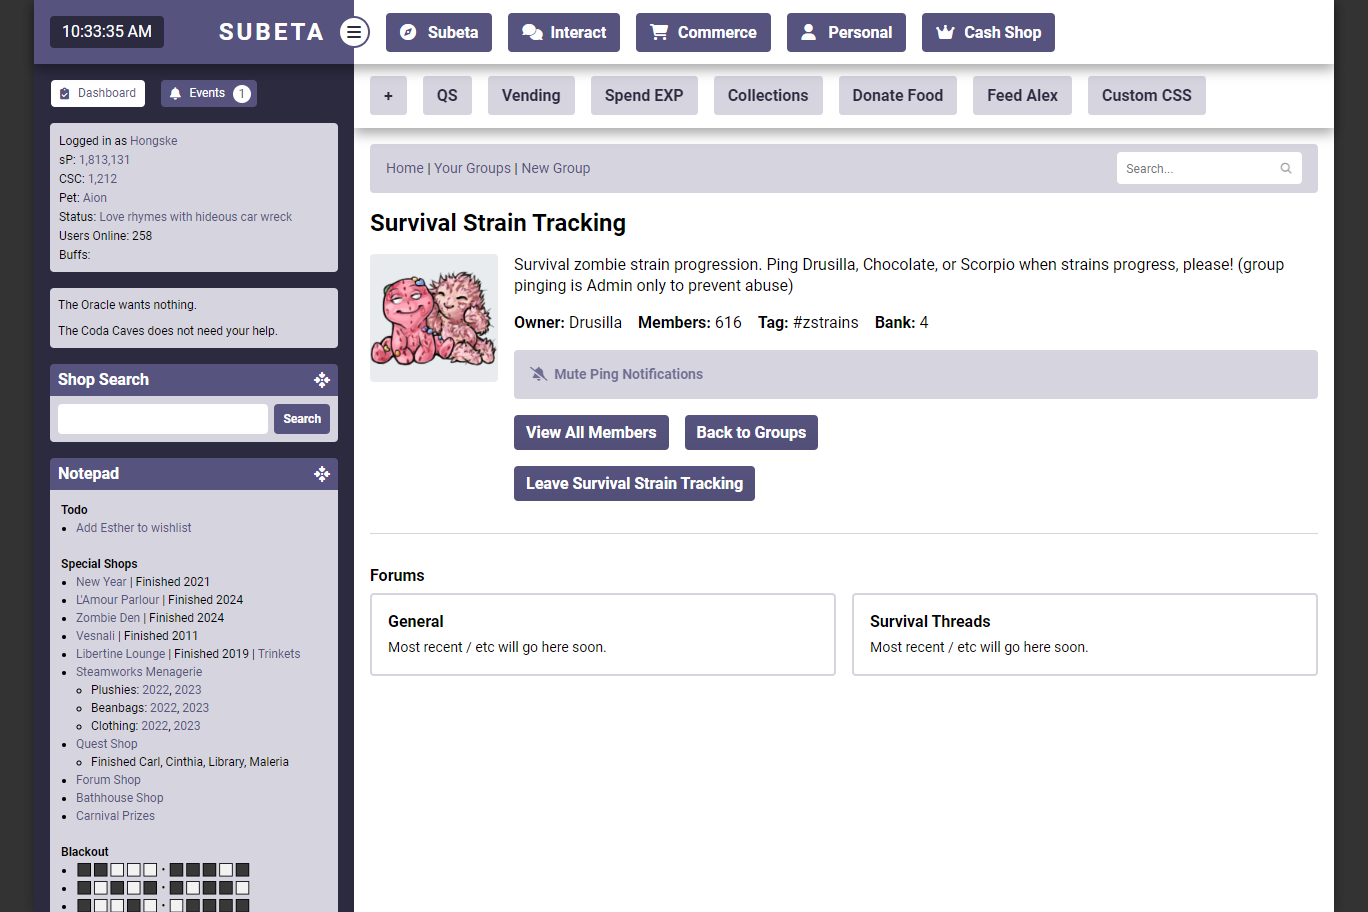 10:33:35 AM
SUBETA
Subeta
Interact
Commerce
Personal
Cash Shop
Dashboard
Events 1
+
QS
Vending
Spend EXP
Collections
Donate Food
Feed Alex
Custom CSS
Logged in as Hongske
sP: 1,813,131
CSC: 1,212
Pet: Aion
Status: Love rhymes with hideous car wreck
Users Online: 258
Buffs:
The Oracle wants nothing.
The Coda Caves does not need your help.
Shop Search
Search
Notepad
Todo
• Add Esther to wishlist
Special Shops
• New Year | Finished 2021
• L'Amour Parlour | Finished 2024
• Zombie Den | Finished 2024
• Vesnali | Finished 2011
• Libertine Lounge | Finished 2019 | Trinkets
• Steamworks Menagerie
Plushies: 2022, 2023
Beanbags: 2022, 2023
Clothing: 2022, 2023
• Quest Shop
Finished Carl, Cinthia, Library, Maleria
• Forum Shop
• Bathhouse Shop
• Carnival Prizes
Blackout
Home | Your Groups | New Group
Search...
Survival Strain Tracking
Survival zombie strain progression. Ping Drusilla, Chocolate, or Scorpio when strains progress, please! (group
pinging is Admin only to prevent abuse)
Owner: Drusilla Members: 616 Tag: #zstrains Bank: 4
Mute Ping Notifications
View All Members
Back to Groups
Leave Survival Strain Tracking
Forums
General
Most recent / etc will go here soon.
Survival Threads
Most recent / etc will go here soon.